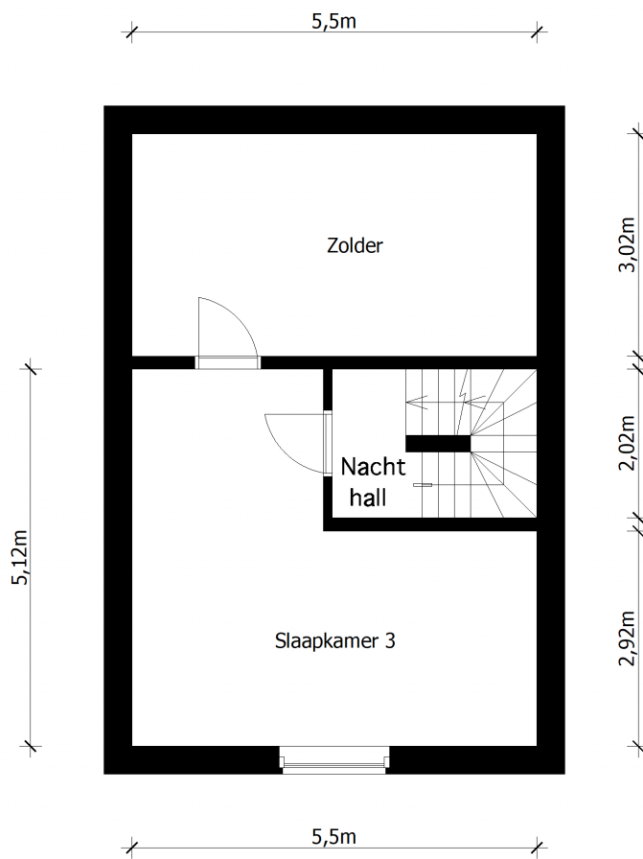 5,5m
3,02m
Zolder
2,02m
Nacht
hall
5,12m
2,92m
Slaapkamer 3
5,5m